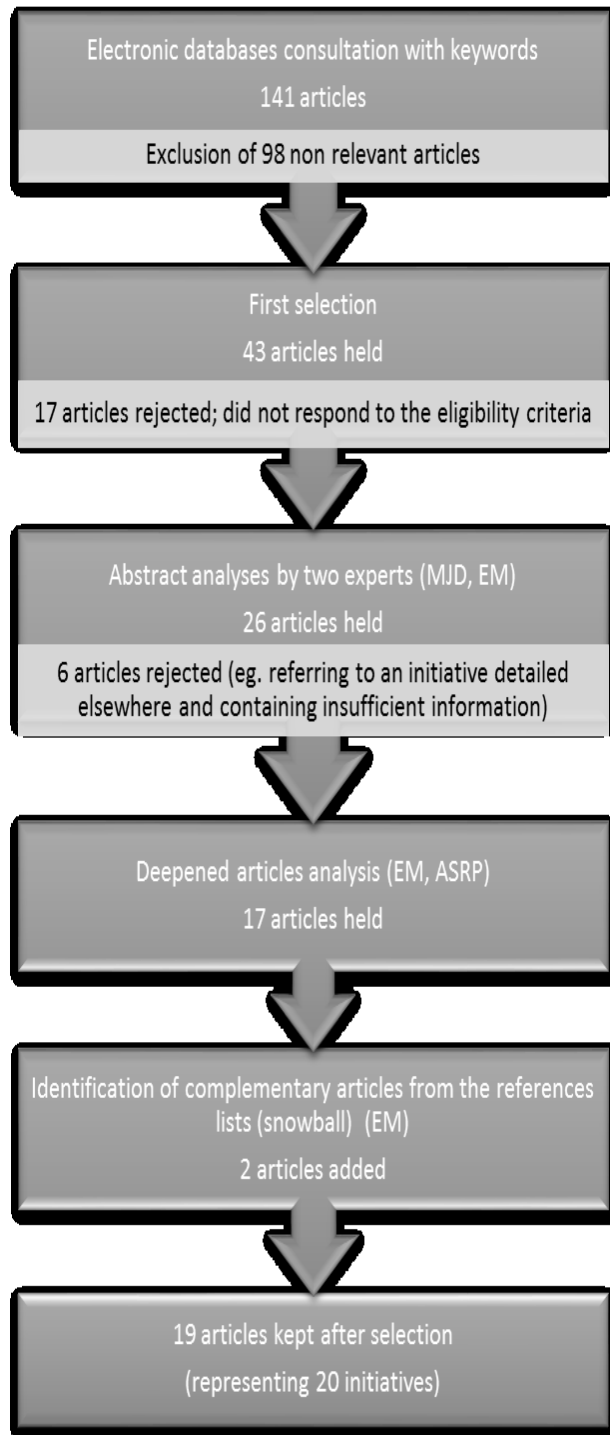 Electronic databases consultation with keywords
141 articles
Exclusion of 98 non relevant articles
First selection
43 articles held
17 articles rejected; did not respond to the eligibility criteria
Abstract analyses by two experts (MJD, EM)
26 articles held
6 articles rejected (eg. referring to an initiative detailed
elsewhere and containing insufficient information)
Deepened articles analysis (EM, ASRP)
17 articles held
Identification of complementary articles from the references
lists (snowball) (EM)
2 articles added
19 articles kept after selection
(representing 20 initiatives)